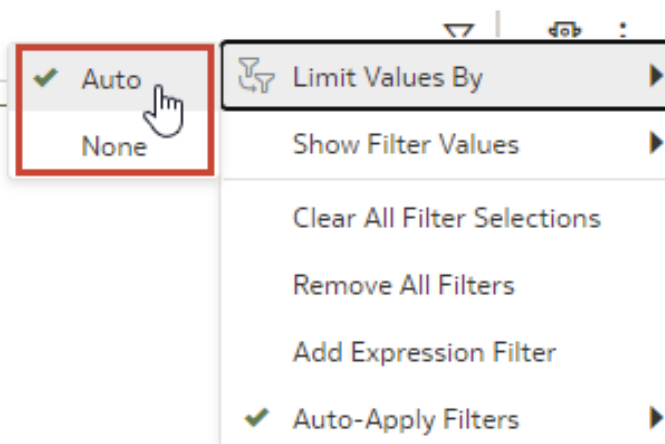 Auto
None
Limit Values By
Show Filter Values
Clear All Filter Selections
Remove All Filters
Add Expression Filter
Auto-Apply Filters